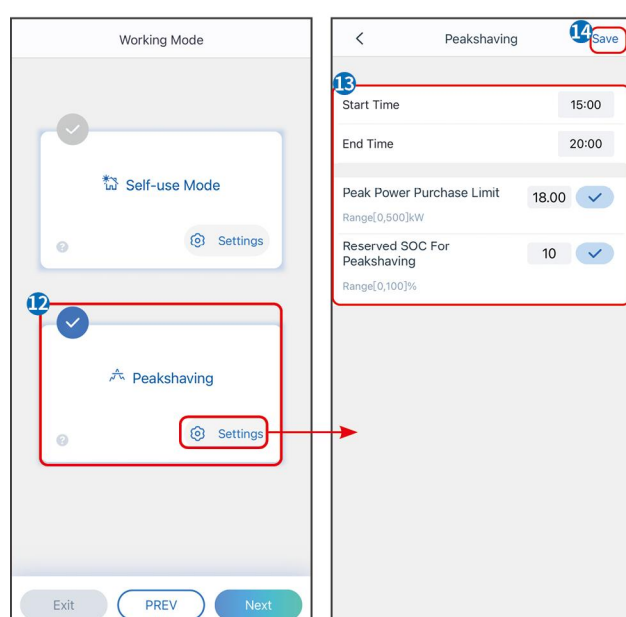 Working Mode
Self-use Mode
Settings
12
Peakshaving
Settings
Exit
PREV
Next
Peakshaving
14
Save
13
Start Time
15:00
End Time
20:00
Peak Power Purchase Limit
18.00
Range[0,500]kW
Reserved SOC For
Peakshaving
10
Range[0,100]%